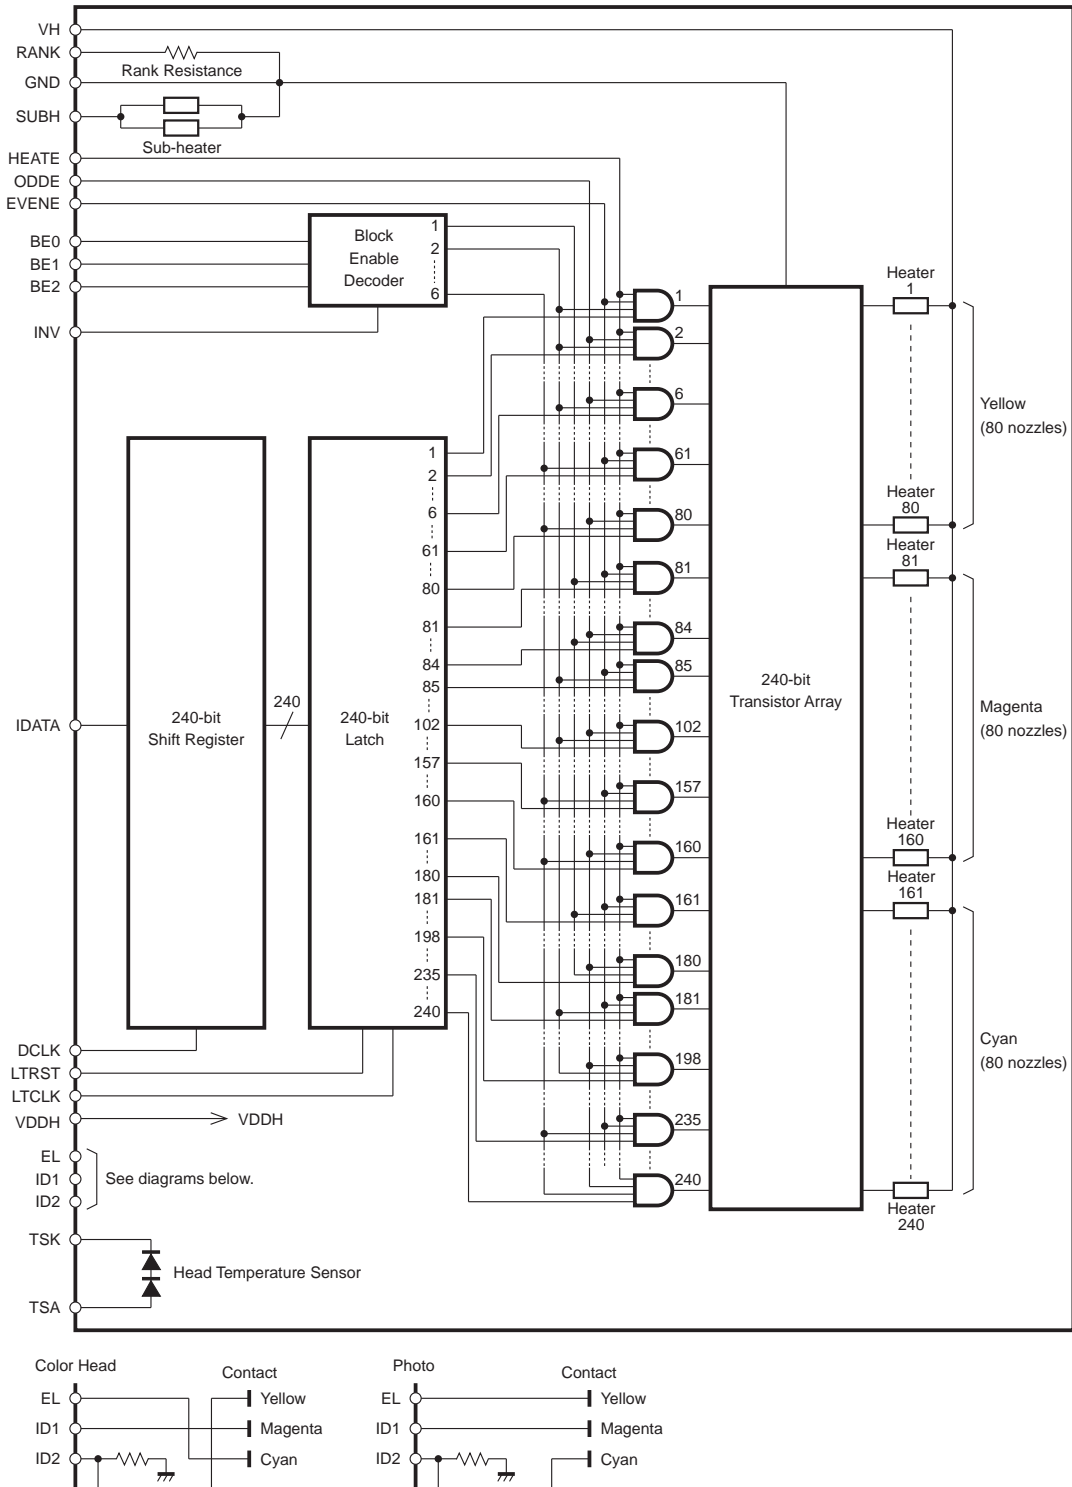 VH
RANK
Rank Resistance
GND
SUBH
Sub-heater
HEATE
ODDE
EVENE
BE0
BE1
BE2
INV
Block
Enable
Decoder
1
2
6
1
2
6
61
80
81
84
85
102
157
160
161
180
181
198
235
240
Heater
1
Yellow
(80 nozzles)
Heater
80
Heater
81
Magenta
(80 nozzles)
Heater
160
Heater
161
Cyan
(80 nozzles)
Heater
240
240-bit
Transistor Array
1
2
6
61
80
81
84
85
102
157
160
161
180
181
198
235
240
IDATA
240-bit
Shift Register
240
240-bit
Latch
DCLK
LTRST
LTCLK
VDDH
VDDH
EL
ID1
ID2
See diagrams below.
TSK
Head Temperature Sensor
TSA
Color Head
Contact
EL
Yellow
ID1
Magenta
ID2
Cyan
Photo
Contact
EL
Yellow
ID1
Magenta
ID2
Cyan